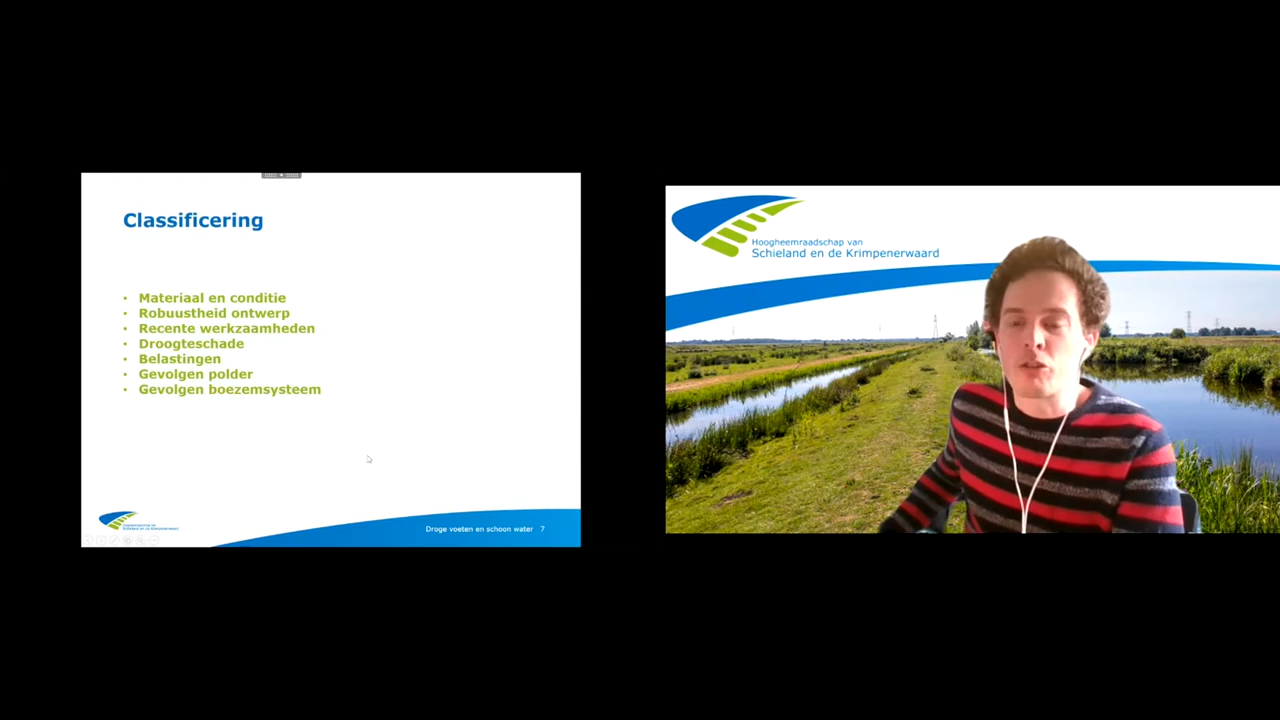 Classificering
• Materiaal en conditie
• Robuustheid ontwerp
• Recente werkzaamheden
• Droogteschade
• Belastingen
• Gevolgen polder
• Gevolgen boezemsysteem
Droge voeten en schoon water 7
Hoogheemraadschap van
Schieland en de Krimpenerwaard